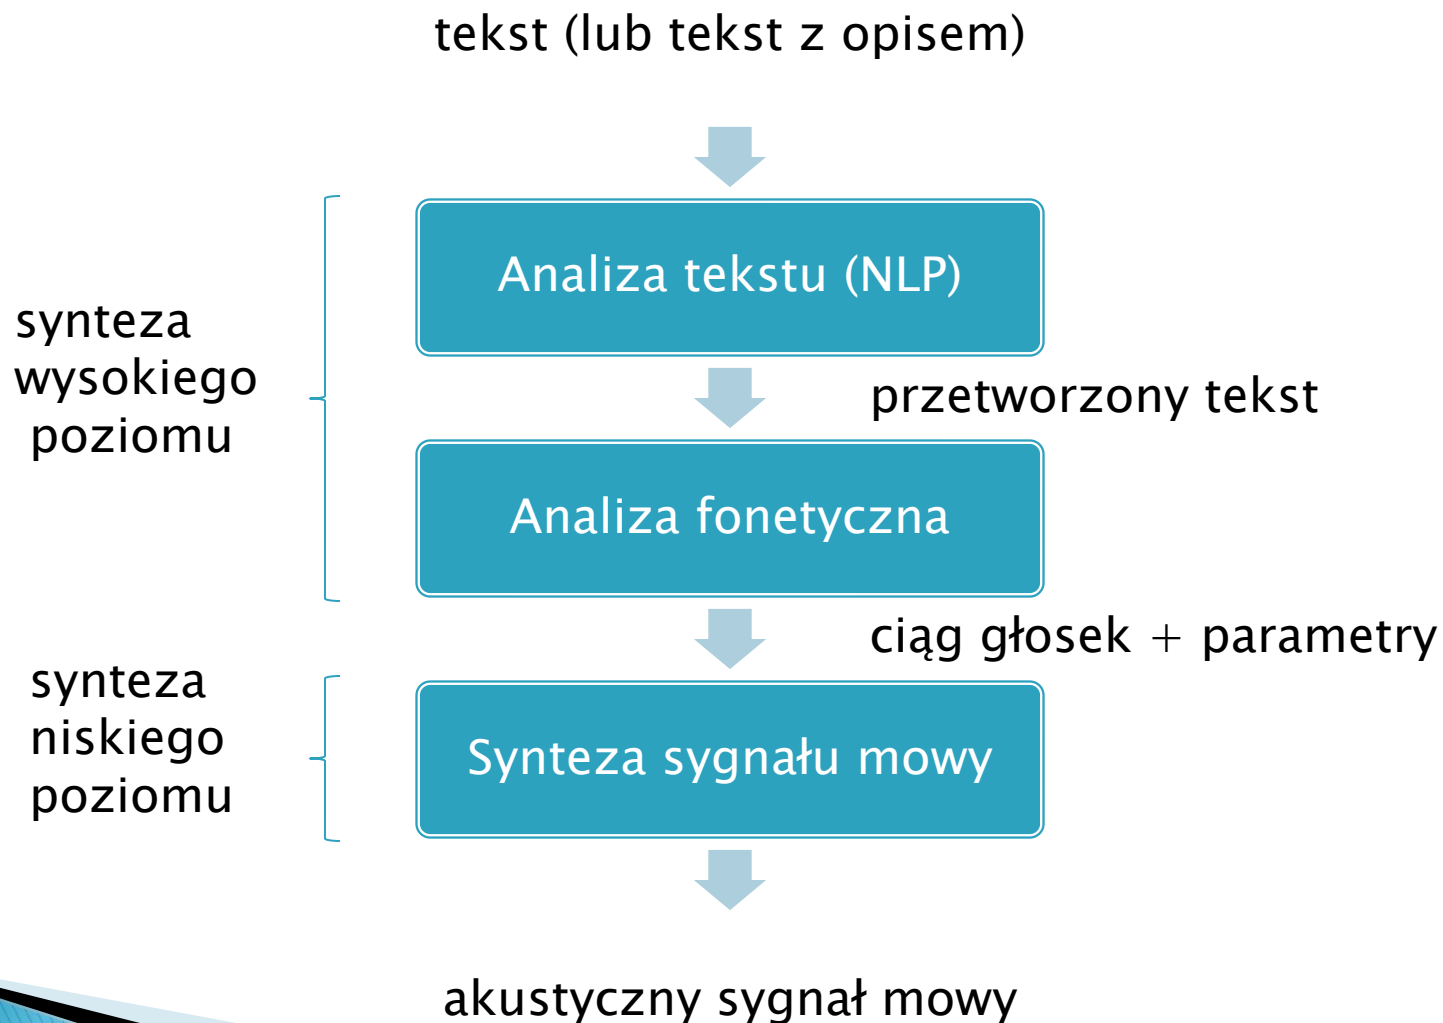 tekst (lub tekst z opisem)
Analiza tekstu (NLP)
synteza
wysokiego
poziomu
przetworzony tekst
Analiza fonetyczna
ciąg głosek + parametry
synteza
niskiego
poziomu
Synteza sygnału mowy
akustyczny sygnał mowy